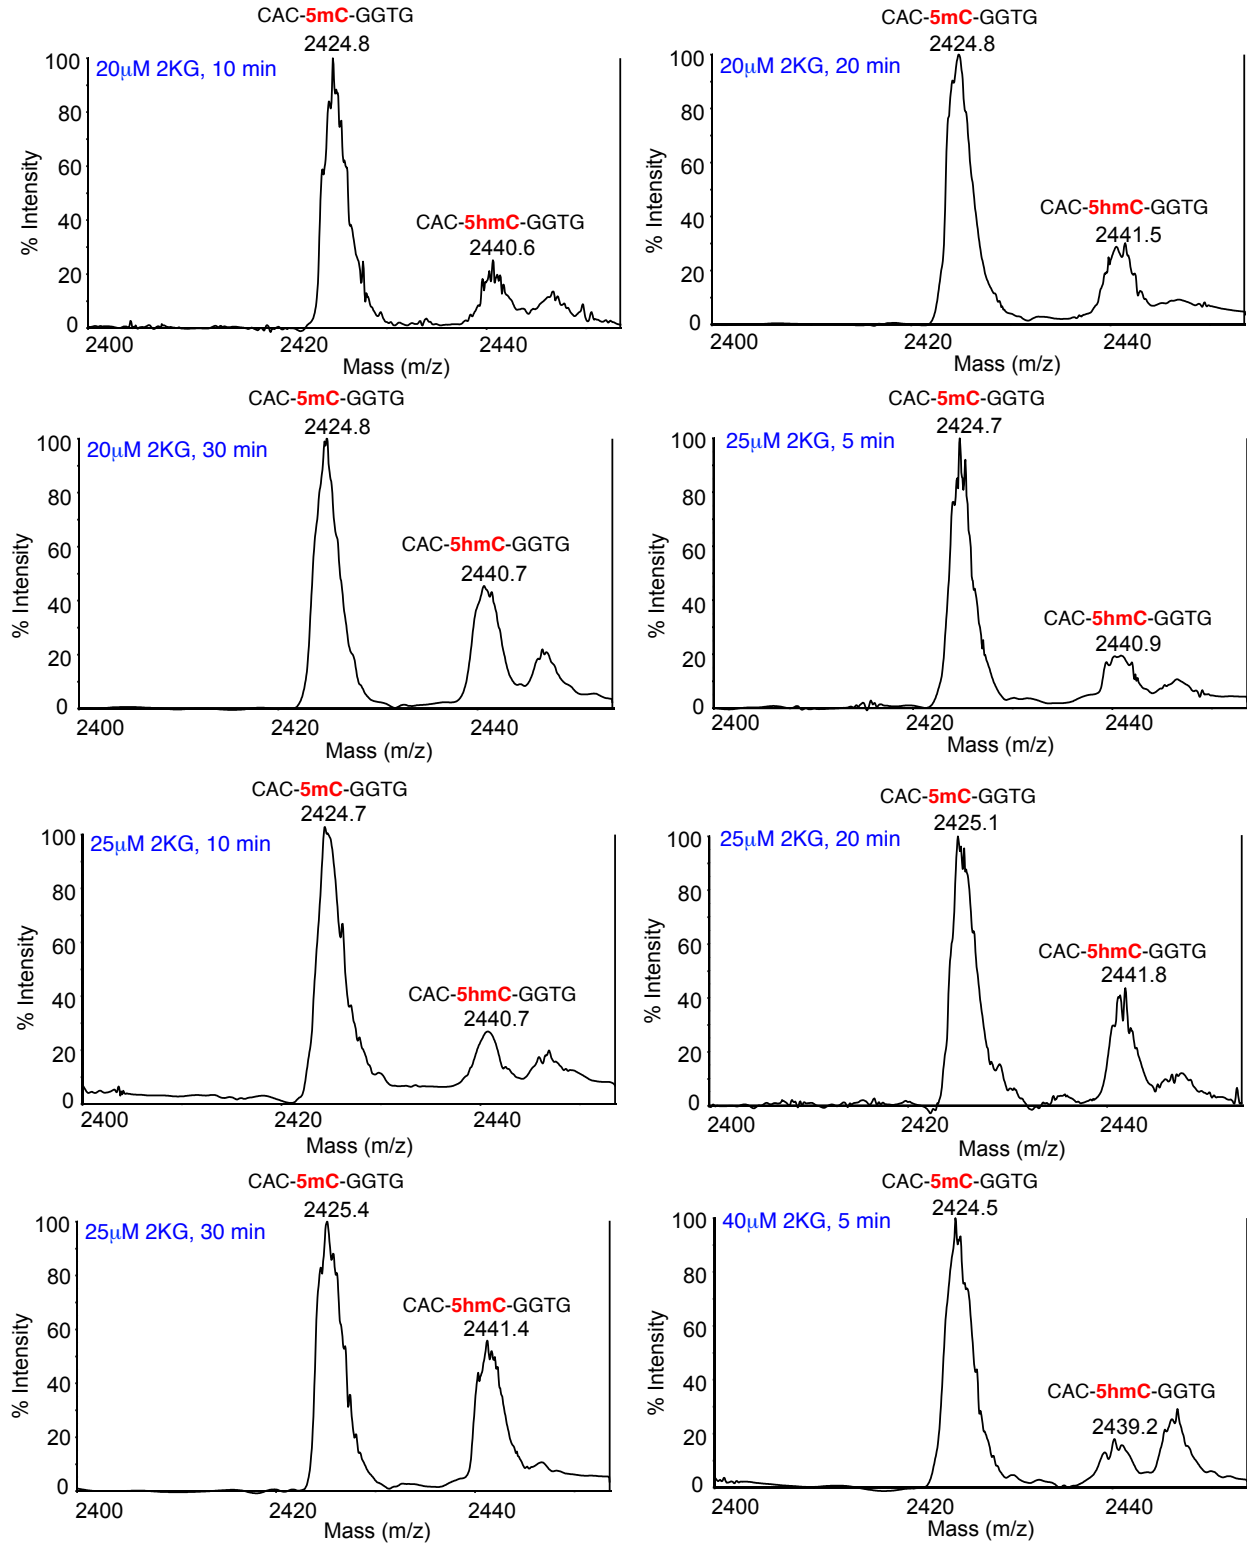 CAC-5mC-GGTG
2424.8
20μM 2KG, 10 min
CAC-5hmC-GGTG
2440.6
100
80
60
40
20
0
% Intensity
2400
2420
2440
Mass (m/z)
CAC-5mC-GGTG
2424.8
20μM 2KG, 20 min
CAC-5hmC-GGTG
2441.5
100
80
60
40
20
0
% Intensity
2400
2420
2440
Mass (m/z)
CAC-5mC-GGTG
2424.8
20μM 2KG, 30 min
CAC-5hmC-GGTG
2440.7
100
80
60
40
20
0
% Intensity
2400
2420
2440
Mass (m/z)
CAC-5mC-GGTG
2424.7
25μM 2KG, 5 min
CAC-5hmC-GGTG
2440.9
100
80
60
40
20
0
% Intensity
2400
2420
2440
Mass (m/z)
CAC-5mC-GGTG
2424.7
25μM 2KG, 10 min
CAC-5hmC-GGTG
2440.7
100
80
60
40
20
0
% Intensity
2400
2420
2440
Mass (m/z)
CAC-5mC-GGTG
2425.1
25μM 2KG, 20 min
CAC-5hmC-GGTG
2441.8
100
80
60
40
20
0
% Intensity
2400
2420
2440
Mass (m/z)
CAC-5mC-GGTG
2425.4
25μM 2KG, 30 min
CAC-5hmC-GGTG
2441.4
100
80
60
40
20
0
% Intensity
2400
2420
2440
Mass (m/z)
CAC-5mC-GGTG
2424.5
40μM 2KG, 5 min
CAC-5hmC-GGTG
2439.2
100
80
60
40
20
0
% Intensity
2400
2420
2440
Mass (m/z)